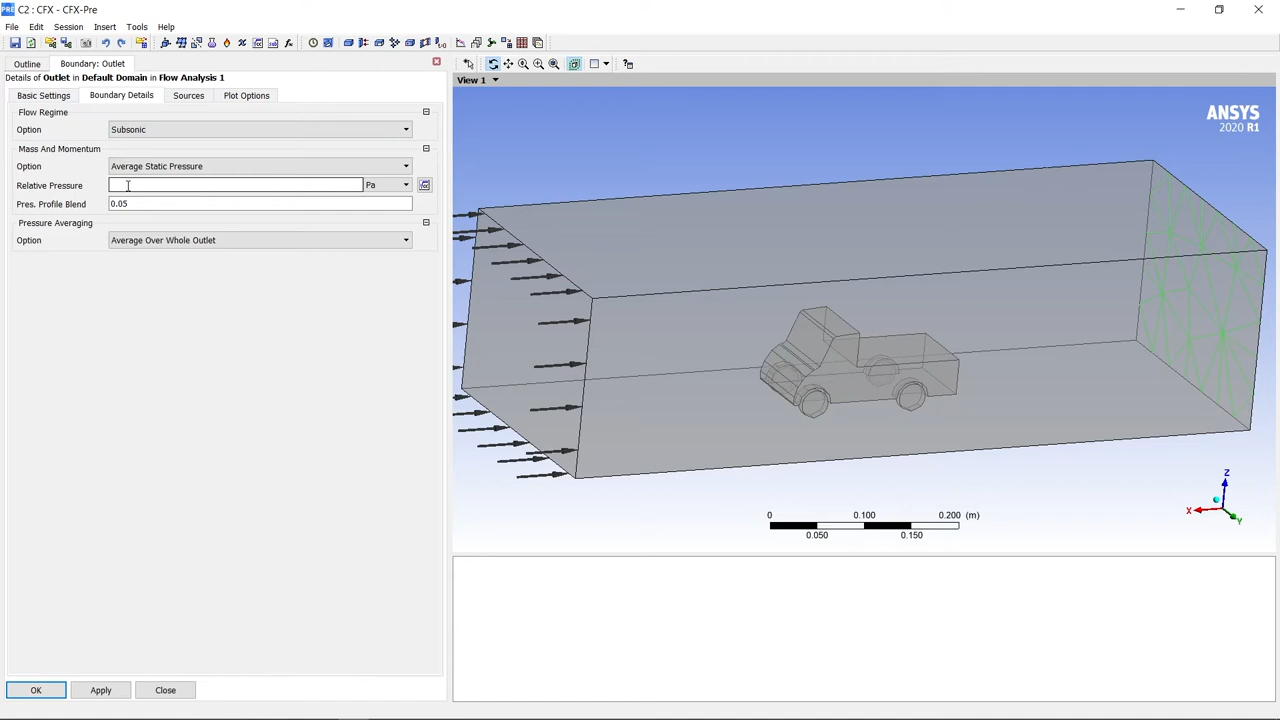 C2 : CFX - CFX-Pre
File Edit Session Insert Tools Help
Outline
Boundary: Outlet
Details of Outlet in Default Domain in Flow Analysis 1
Basic Settings Boundary Details Sources Plot Options
Flow Regime
Option Subsonic
Mass And Momentum
Option Average Static Pressure
Relative Pressure Pa
Pres. Profile Blend 0.05
Pressure Averaging
Option Average Over Whole Outlet
OK Apply Close
View 1
ANSYS
2020 R1
0 0.100 0.200 (m)
0.050 0.150
Z
X
Y